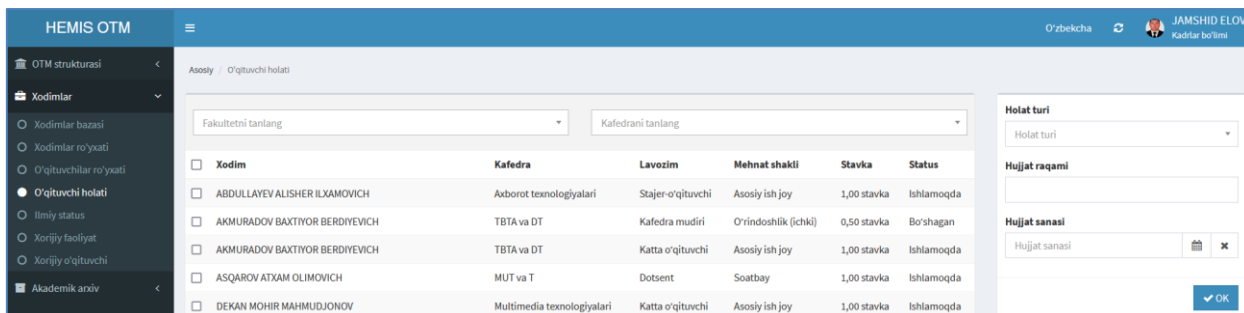 HEMIS OTM
O'zbekcha
JAMSHID ELOV
Kadrlar bo'limi
OTM strukturasi
Xodimlar
Xodimlar bazasi
Xodimlar ro'yxati
O'qituvchilar ro'yxati
O'qituvchi holati
Ilmiy status
Xorijiy faoliyat
Xorijiy o'qituvchi
Akademik arxiv
Asosiy / O'qituvchi holati
Fakultetni tanlang Kafedrani tanlang
Xodim Kafedra Lavozim Mehnat shakli Stavka Status
ABDULLAYEV ALISHER ILXAMOVICH Axborot texnologiyalari Stajer-o'qituvchi Asosiy ish joy 1,00 stavka Ishlamoqda
AKMURADOV BAXTIYOR BERDIYEVICH TBTA va DT Kafedra mudiri O'rindoshlik (ichki) 0,50 stavka Bo'shagan
AKMURADOV BAXTIYOR BERDIYEVICH TBTA va DT Katta o'qituvchi Asosiy ish joy 1,00 stavka Ishlamoqda
ASQAROV ATXAM OLIMOVICH MUT va T Dotsent Soatbay 1,00 stavka Ishlamoqda
DEKAN MOHIR MAHMUDJONOV Multimedia texnologiyalari Katta o'qituvchi Asosiy ish joy 1,00 stavka Ishlamoqda
Holat turi
Holat turi
Hujjat raqami
Hujjat sanasi
Hujjat sanasi
OK